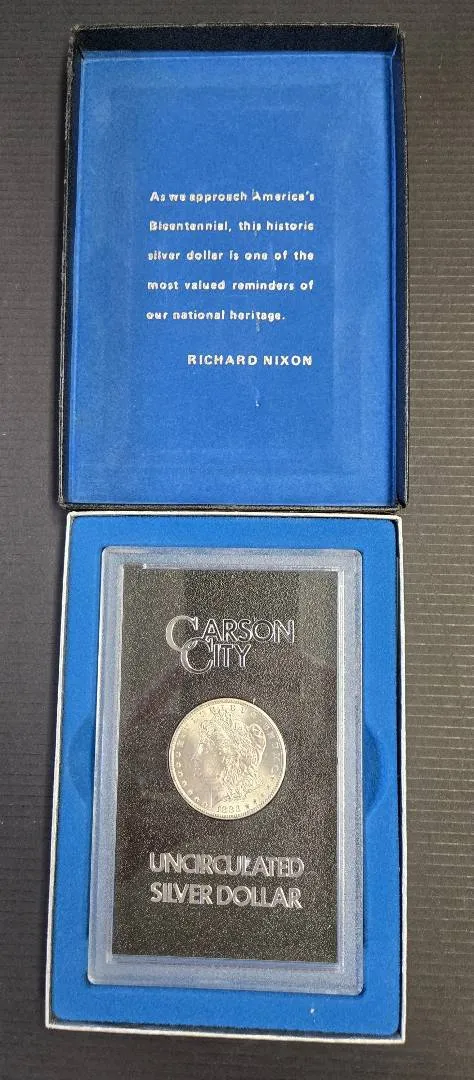 As we approach America's
Bicentennial, this historic
silver dollar is one of the
most valued reminders of
our national heritage.
RICHARD NIXON
CARSON
CITY
UNCIRCULATED
SILVER DOLLAR